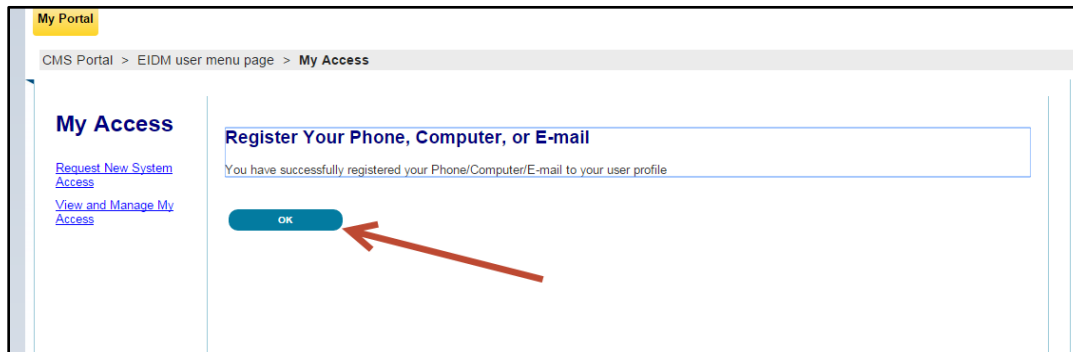 My Portal
CMS Portal > EIDM user menu page > My Access
My Access
Request New System
Access
View and Manage My
Access
Register Your Phone, Computer, or E-mail
You have successfully registered your Phone/Computer/E-mail to your user profile
OK